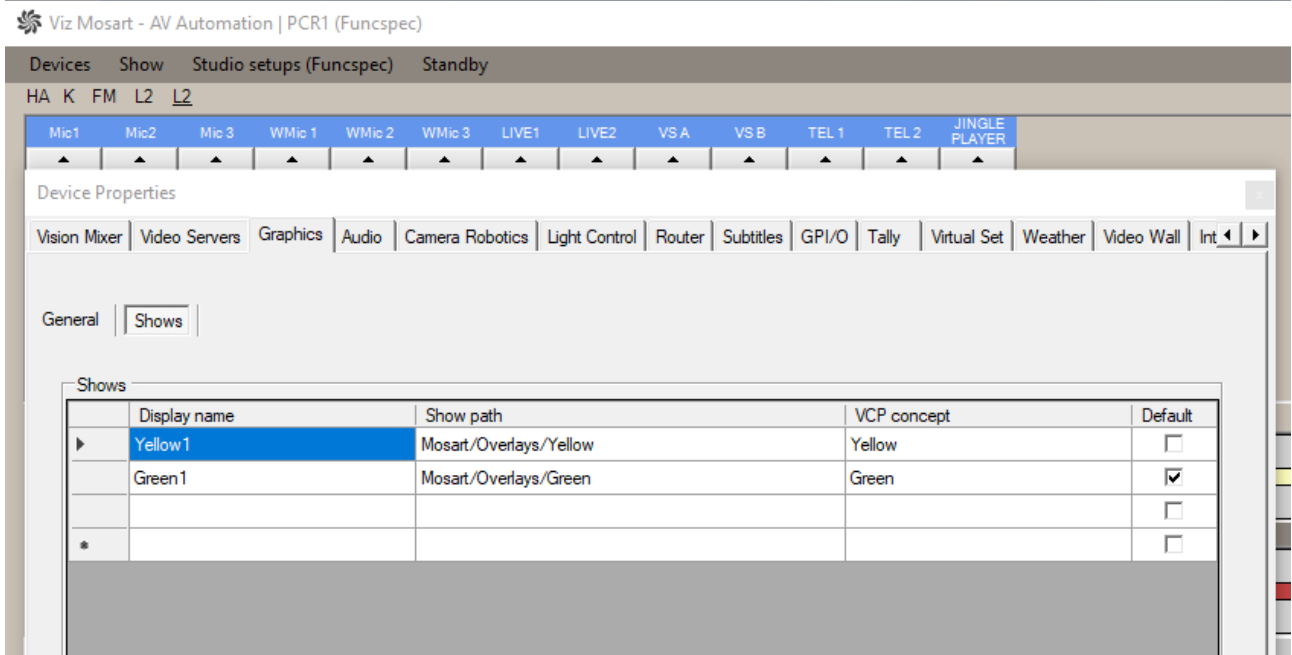 Viz Mosart - AV Automation | PCR1 (Funcspec)
Devices Show Studio setups (Funcspec) Standby
HA K FM L2 L2
Mic1 Mic2 Mic 3 WMic 1 WMic 2 WMic 3 LIVE1 LIVE2 VS A VS B TEL 1 TEL 2 JINGLE PLAYER
Device Properties
Vision Mixer Video Servers Graphics Audio Camera Robotics Light Control Router Subtitles GPI/O Tally Virtual Set Weather Video Wall Int
General Shows
Shows
Display name Show path VCP concept Default
Yellow1 Mosart/Overlays/Yellow Yellow
Green1 Mosart/Overlays/Green Green